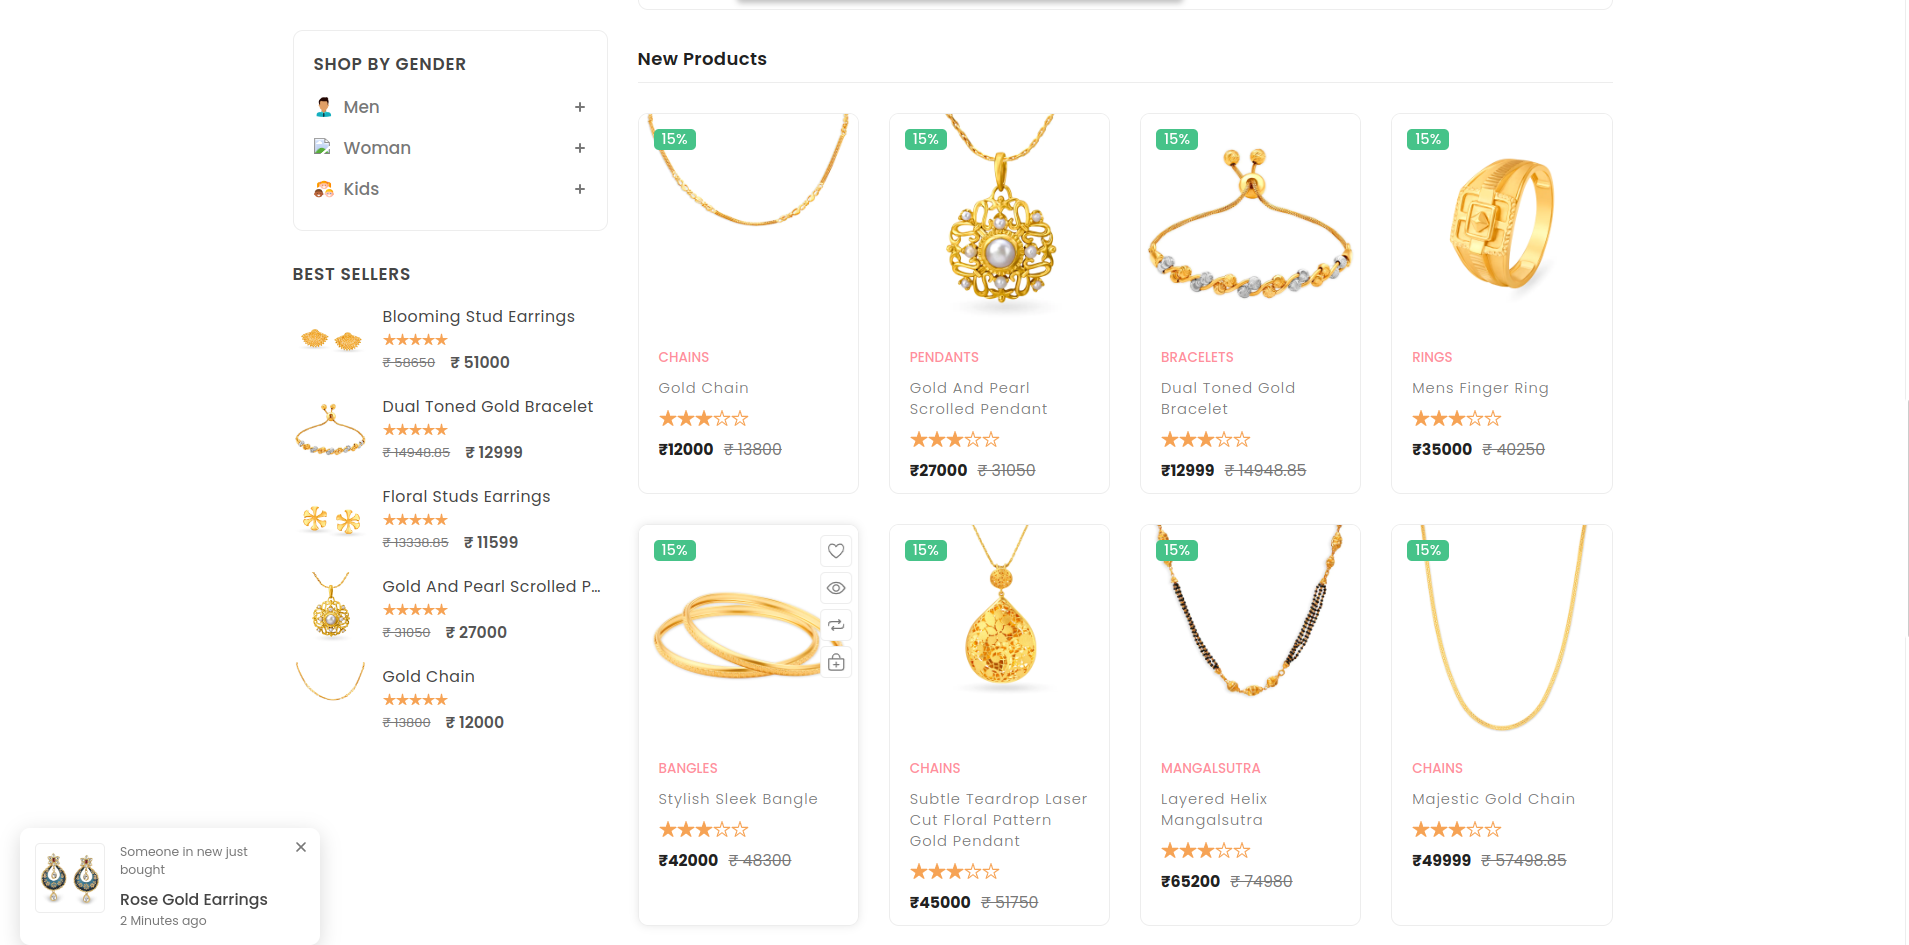 SHOP BY GENDER
Men +
Woman +
Kids +
BEST SELLERS
Blooming Stud Earrings
₹ 58650 ₹ 51000
Dual Toned Gold Bracelet
₹ 14948.85 ₹ 12999
Floral Studs Earrings
₹ 13338.85 ₹ 11599
Gold And Pearl Scrolled P...
₹ 31050 ₹ 27000
Gold Chain
₹ 13800 ₹ 12000
New Products
15%
CHAINS
Gold Chain
₹12000 ₹ 13800
15%
PENDANTS
Gold And Pearl
Scrolled Pendant
₹27000 ₹ 31050
15%
BRACELETS
Dual Toned Gold
Bracelet
₹12999 ₹ 14948.85
15%
RINGS
Mens Finger Ring
₹35000 ₹ 40250
15%
BANGLES
Stylish Sleek Bangle
₹42000 ₹ 48300
15%
CHAINS
Subtle Teardrop Laser
Cut Floral Pattern
Gold Pendant
₹45000 ₹ 51750
15%
MANGALSUTRA
Layered Helix
Mangalsutra
₹65200 ₹ 74980
15%
CHAINS
Majestic Gold Chain
₹49999 ₹ 57498.85
Someone in new just
bought
Rose Gold Earrings
2 Minutes ago